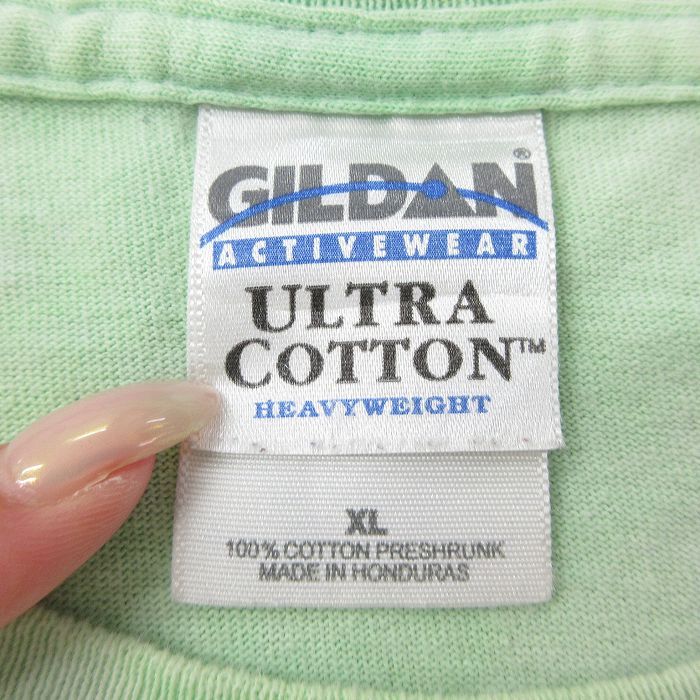 GILDAN®
ACTIVEWEAR
ULTRA
COTTON™
HEAVYWEIGHT
XL
100% COTTON PRESHRUNK
MADE IN HONDURAS